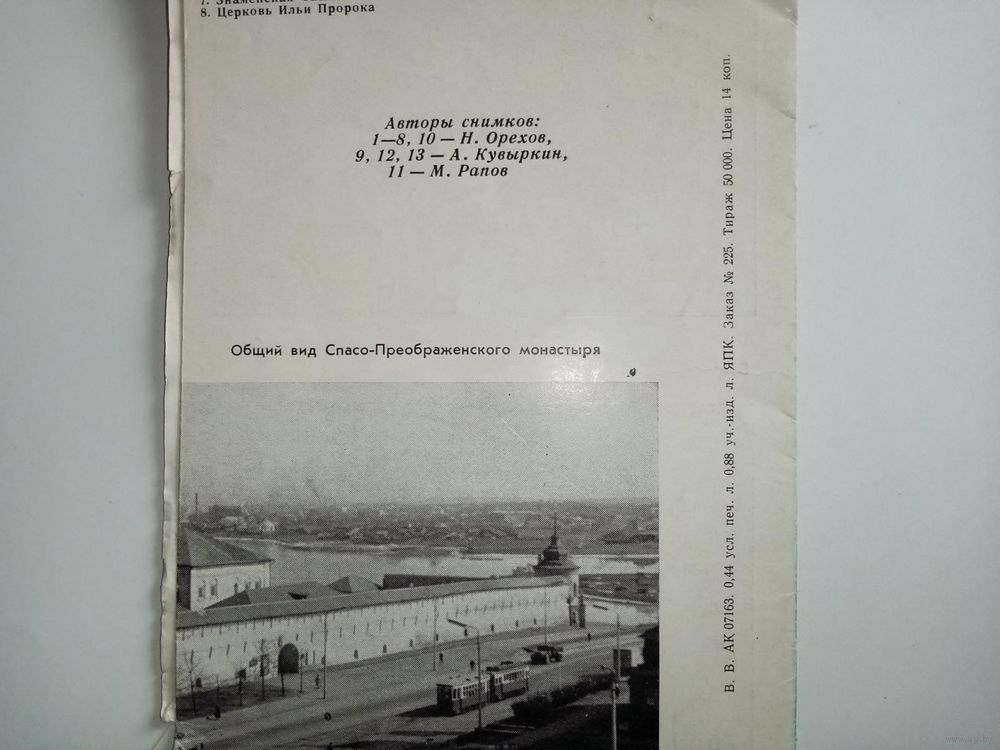 7. Знаменская
8. Церковь Ильи Пророка
Авторы снимков:
1—8, 10 — Н. Орехов,
9, 12, 13 — А. Кувыркин,
11 — М. Рапов
Общий вид Спасо-Преображенского монастыря
В. В. АК 07163. 0,44 усл. печ. л. 0,88 уч.-изд. л. ЯПК. Заказ № 225. Тираж 50 000. Цена 14 коп.